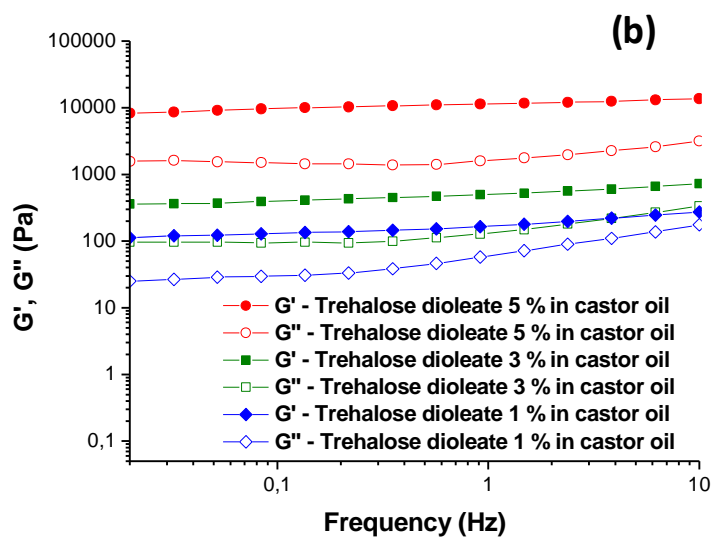 (b)
100000
10000
1000
100
10
1
0,1
G', G" (Pa)
G' - Trehalose dioleate 5 % in castor oil
G" - Trehalose dioleate 5 % in castor oil
G' - Trehalose dioleate 3 % in castor oil
G" - Trehalose dioleate 3 % in castor oil
G' - Trehalose dioleate 1 % in castor oil
G" - Trehalose dioleate 1 % in castor oil
0,1
1
10
Frequency (Hz)